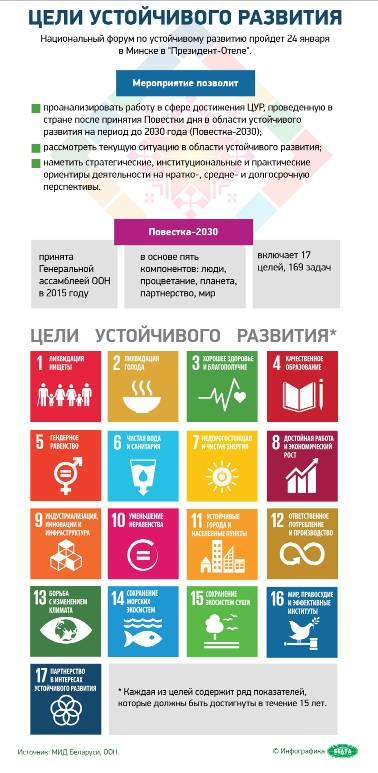 ЦЕЛИ УСТОЙЧИВОГО РАЗВИТИЯ
Национальный форум по устойчивому развитию пройдет 24 января
в Минске в "Президент-Отеле".
Мероприятие позволит
проанализировать работу в сфере достижения ЦУР, проведенную в
стране после принятия Повестки дня в области устойчивого
развития на период до 2030 года (Повестка-2030);
рассмотреть текущую ситуацию в области устойчивого развития;
наметить стратегические, институциональные и практические
ориентиры деятельности на кратко-, средне- и долгосрочную
перспективы.
Повестка-2030
принята
Генеральной
ассамблеей ООН
в 2015 году
в основе пять
компонентов: люди,
процветание, планета,
партнерство, мир
включает 17
целей, 169 задач
ЦЕЛИ УСТОЙЧИВОГО РАЗВИТИЯ*
1 ЛИКВИДАЦИЯ
НИЩЕТЫ
2 ЛИКВИДАЦИЯ
ГОЛОДА
3 ХОРОШЕЕ ЗДОРОВЬЕ
И БЛАГОПОЛУЧИЕ
4 КАЧЕСТВЕННОЕ
ОБРАЗОВАНИЕ
5 ГЕНДЕРНОЕ
РАВЕНСТВО
6 ЧИСТАЯ ВОДА
И САНИТАРИЯ
7 НЕДОРОГОСТОЯЩАЯ
И ЧИСТАЯ ЭНЕРГИЯ
8 ДОСТОЙНАЯ РАБОТА
И ЭКОНОМИЧЕСКИЙ
РОСТ
9 ИНДУСТРИАЛИЗАЦИЯ,
ИННОВАЦИИ И
ИНФРАСТРУКТУРА
10 УМЕНЬШЕНИЕ
НЕРАВЕНСТВА
11 УСТОЙЧИВЫЕ
ГОРОДА И
НАСЕЛЕННЫЕ ПУНКТЫ
12 ОТВЕТСТВЕННОЕ
ПОТРЕБЛЕНИЕ
И ПРОИЗВОДСТВО
13 БОРЬБА
С ИЗМЕНЕНИЕМ
КЛИМАТА
14 СОХРАНЕНИЕ
МОРСКИХ
ЭКОСИСТЕМ
15 СОХРАНЕНИЕ
ЭКОСИСТЕМ СУШИ
16 МИР, ПРАВОСУДИЕ
И ЭФФЕКТИВНЫЕ
ИНСТИТУТЫ
17 ПАРТНЕРСТВО
В ИНТЕРЕСАХ
УСТОЙЧИВОГО РАЗВИТИЯ
* Каждая из целей содержит ряд показателей,
которые должны быть достигнуты в течение 15 лет.
Источник: МИД Беларуси, ООН.
© Инфографика БЕЛТА